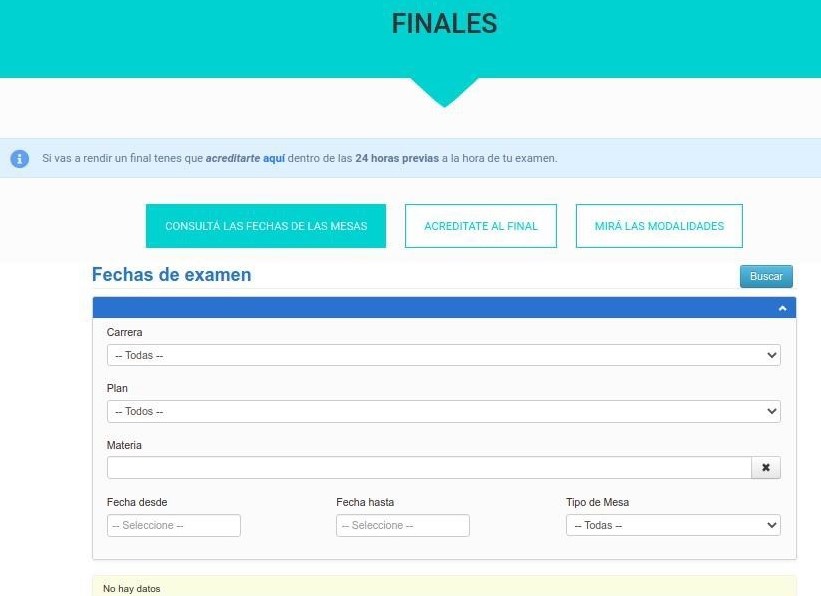 FINALES
Si vas a rendir un final tenes que acreditarte aquí dentro de las 24 horas previas a la hora de tu examen.
CONSULTÁ LAS FECHAS DE LAS MESAS
ACREDITATE AL FINAL
MIRÁ LAS MODALIDADES
Fechas de examen
Buscar
Carrera
-- Todas --
Plan
-- Todos --
Materia
Fecha desde
Fecha hasta
Tipo de Mesa
-- Seleccione --
-- Seleccione --
-- Todas --
No hay datos